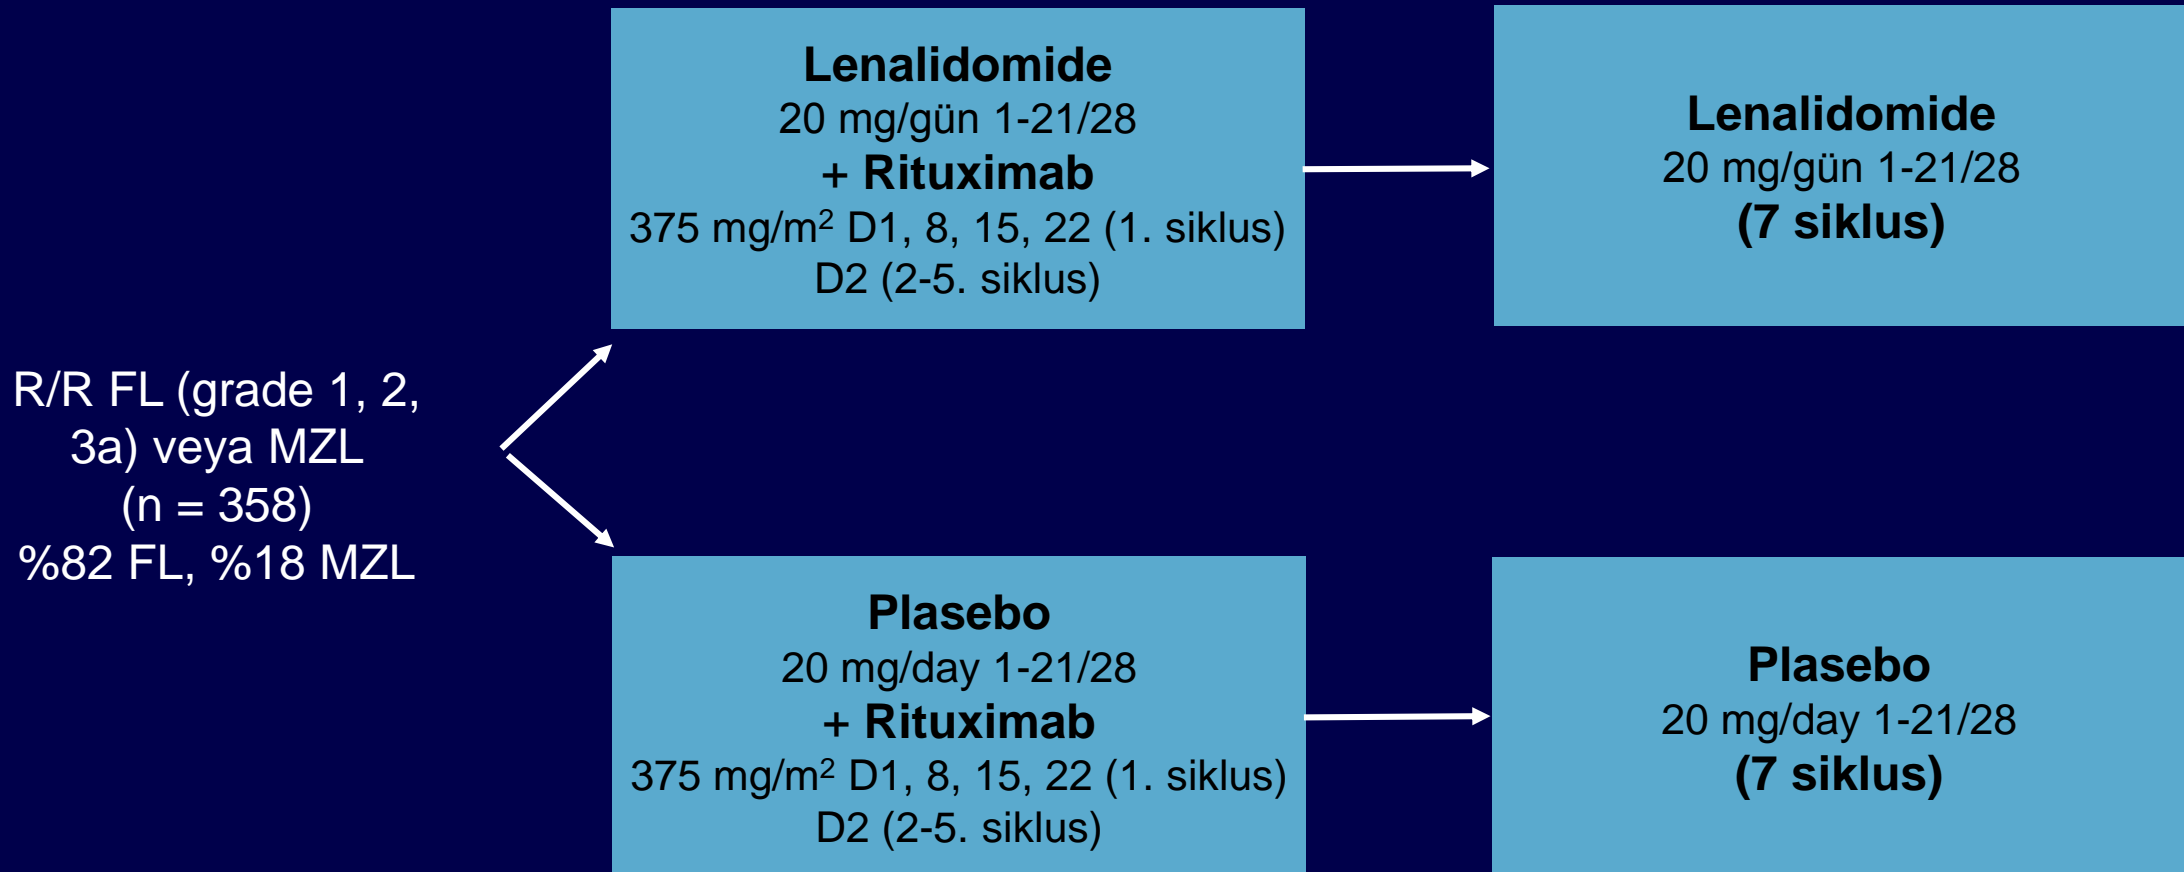 R/R FL (grade 1, 2,
3a) veya MZL
(n = 358)
%82 FL, %18 MZL
Lenalidomide
20 mg/gün 1-21/28
+ Rituximab
375 mg/m² D1, 8, 15, 22 (1. siklus)
D2 (2-5. siklus)
Lenalidomide
20 mg/gün 1-21/28
(7 siklus)
Plasebo
20 mg/day 1-21/28
+ Rituximab
375 mg/m² D1, 8, 15, 22 (1. siklus)
D2 (2-5. siklus)
Plasebo
20 mg/day 1-21/28
(7 siklus)